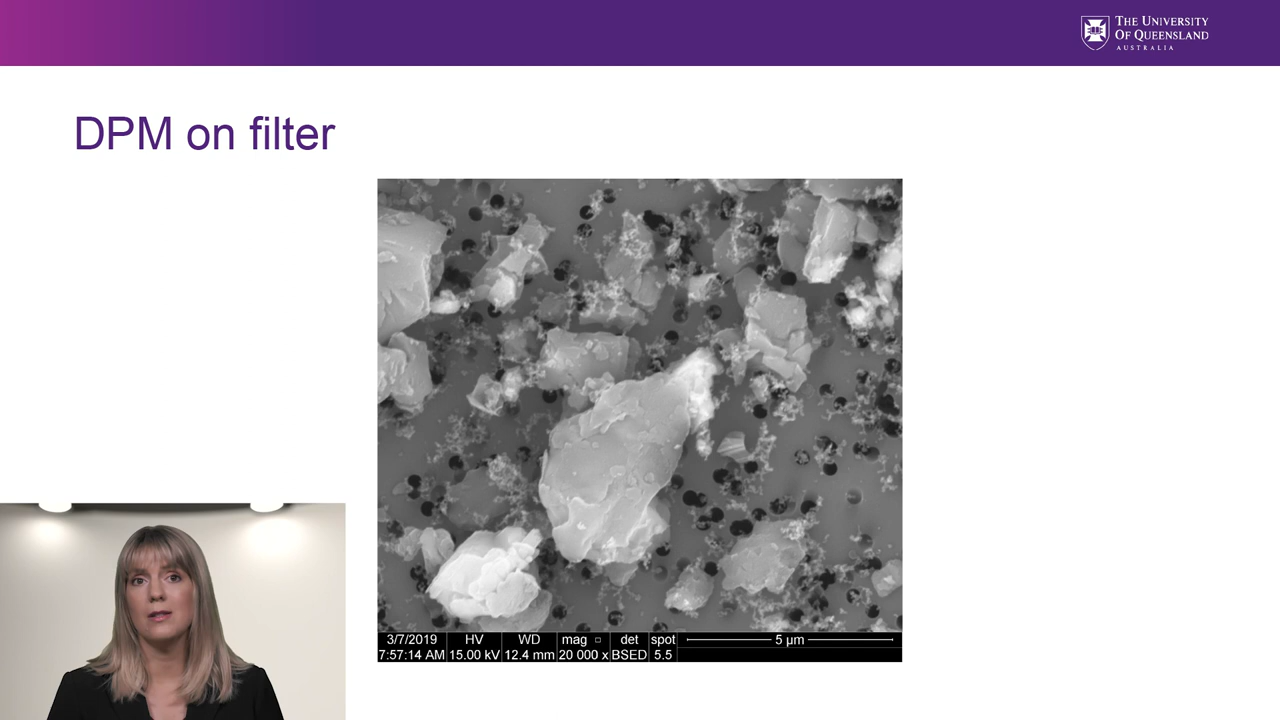 THE UNIVERSITY
OF QUEENSLAND
AUSTRALIA
DPM on filter
3/7/2019 HV WD mag □ det spot 5 µm
7:57:14 AM 15.00 kV 12.4 mm 20 000 x BSED 5.5